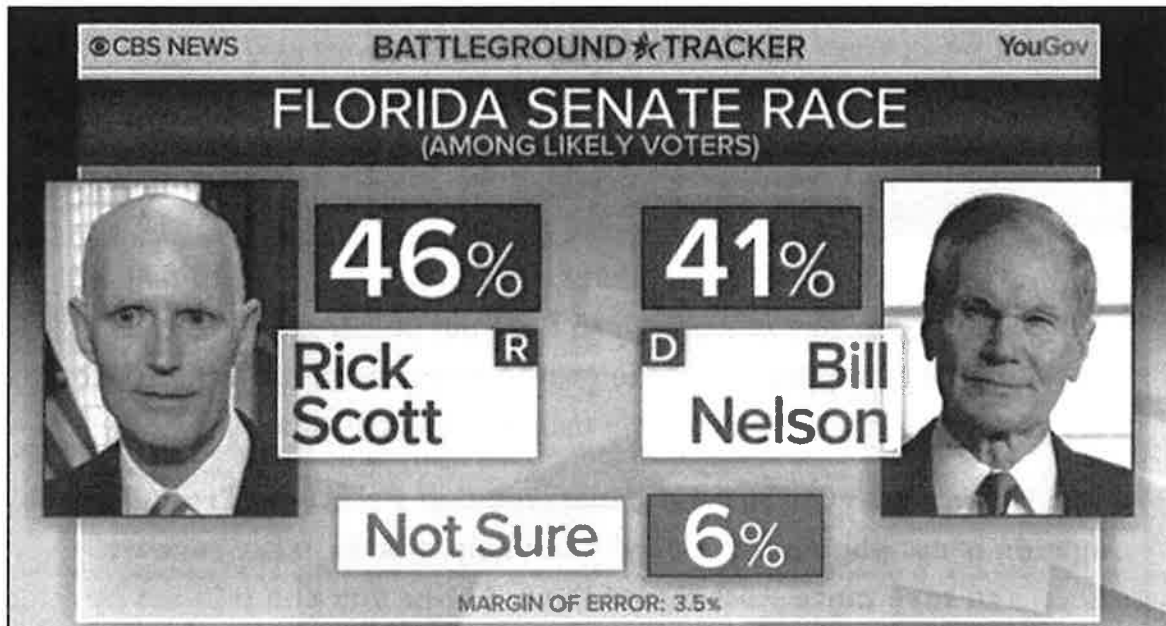 CBS NEWS
BATTLEGROUND TRACKER
YouGov
FLORIDA SENATE RACE
(AMONG LIKELY VOTERS)
46%
41%
Rick
Scott
R
D
Bill
Nelson
Not Sure
6%
MARGIN OF ERROR: 3.5%